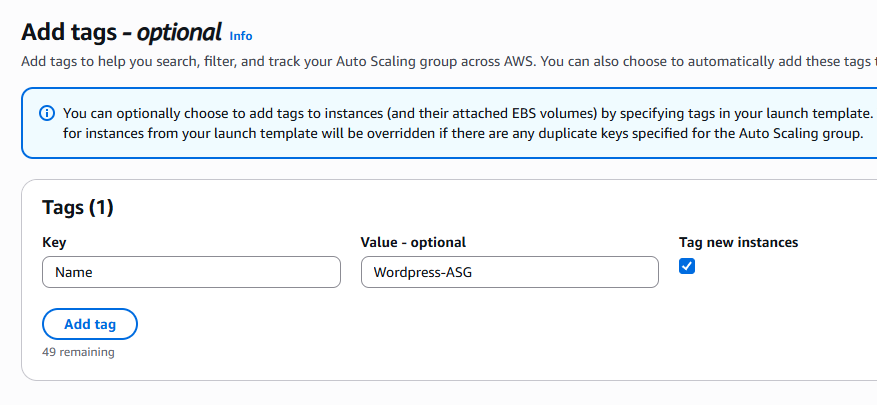 Add tags - optional Info
Add tags to help you search, filter, and track your Auto Scaling group across AWS. You can also choose to automatically add these tags
You can optionally choose to add tags to instances (and their attached EBS volumes) by specifying tags in your launch template.
for instances from your launch template will be overridden if there are any duplicate keys specified for the Auto Scaling group.
Tags (1)
Key Value - optional Tag new instances
Name Wordpress-ASG
Add tag
49 remaining